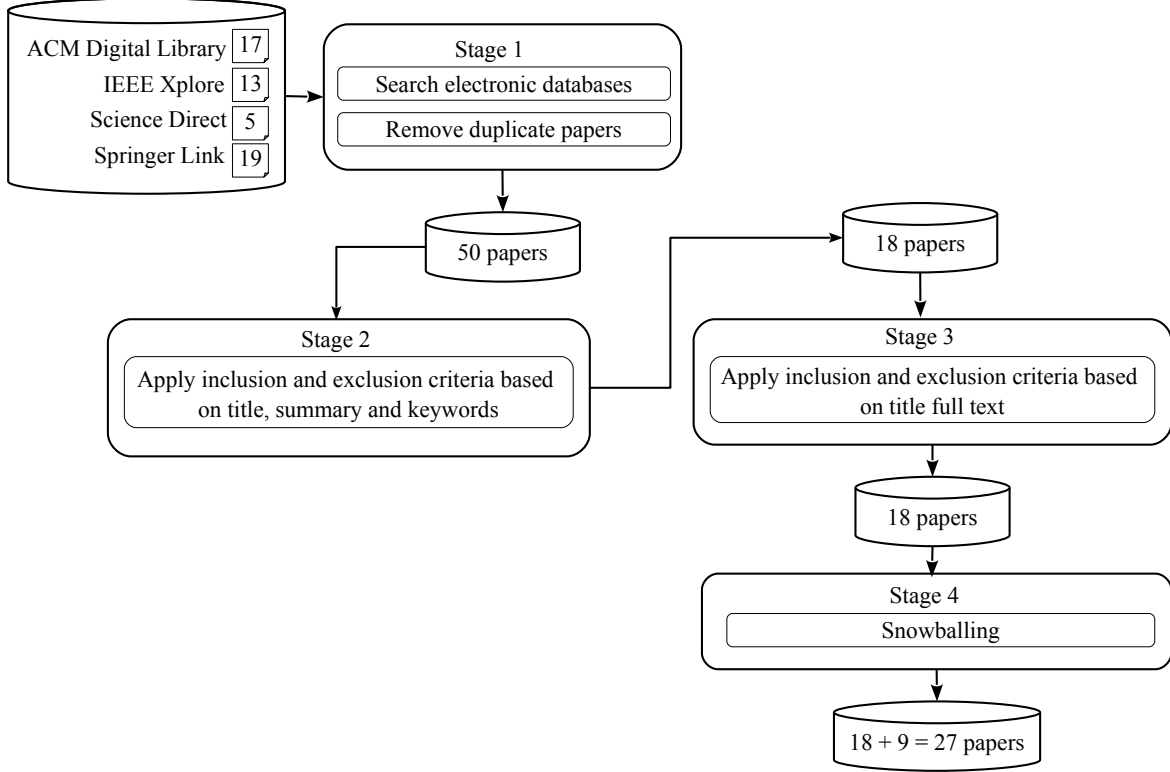 ACM Digital Library 17
IEEE Xplore 13
Science Direct 5
Springer Link 19
Stage 1
Search electronic databases
Remove duplicate papers
50 papers
Stage 2
Apply inclusion and exclusion criteria based
on title, summary and keywords
18 papers
Stage 3
Apply inclusion and exclusion criteria based
on title full text
18 papers
Stage 4
Snowballing
18 + 9 = 27 papers